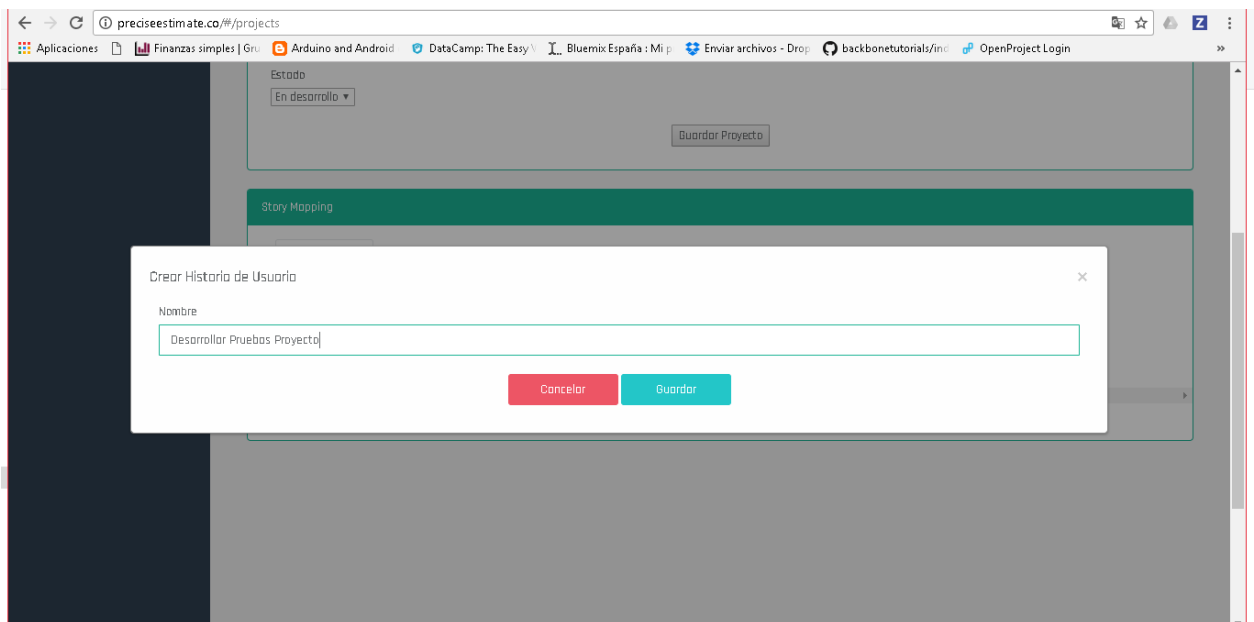 preciseestimate.co/#/projects
Aplicaciones Finanzas simples | Gru Arduino and Android DataCamp: The Easy Bluemix España : Mi p Enviar archivos - Drop backbonetutorials/ind OpenProject Login »
Estado
En desarrollo
Guardar Proyecto
Story Mapping
Crear Historia de Usuario ×
Nombre
Desarrollar Pruebas Proyecto
Cancelar Guardar